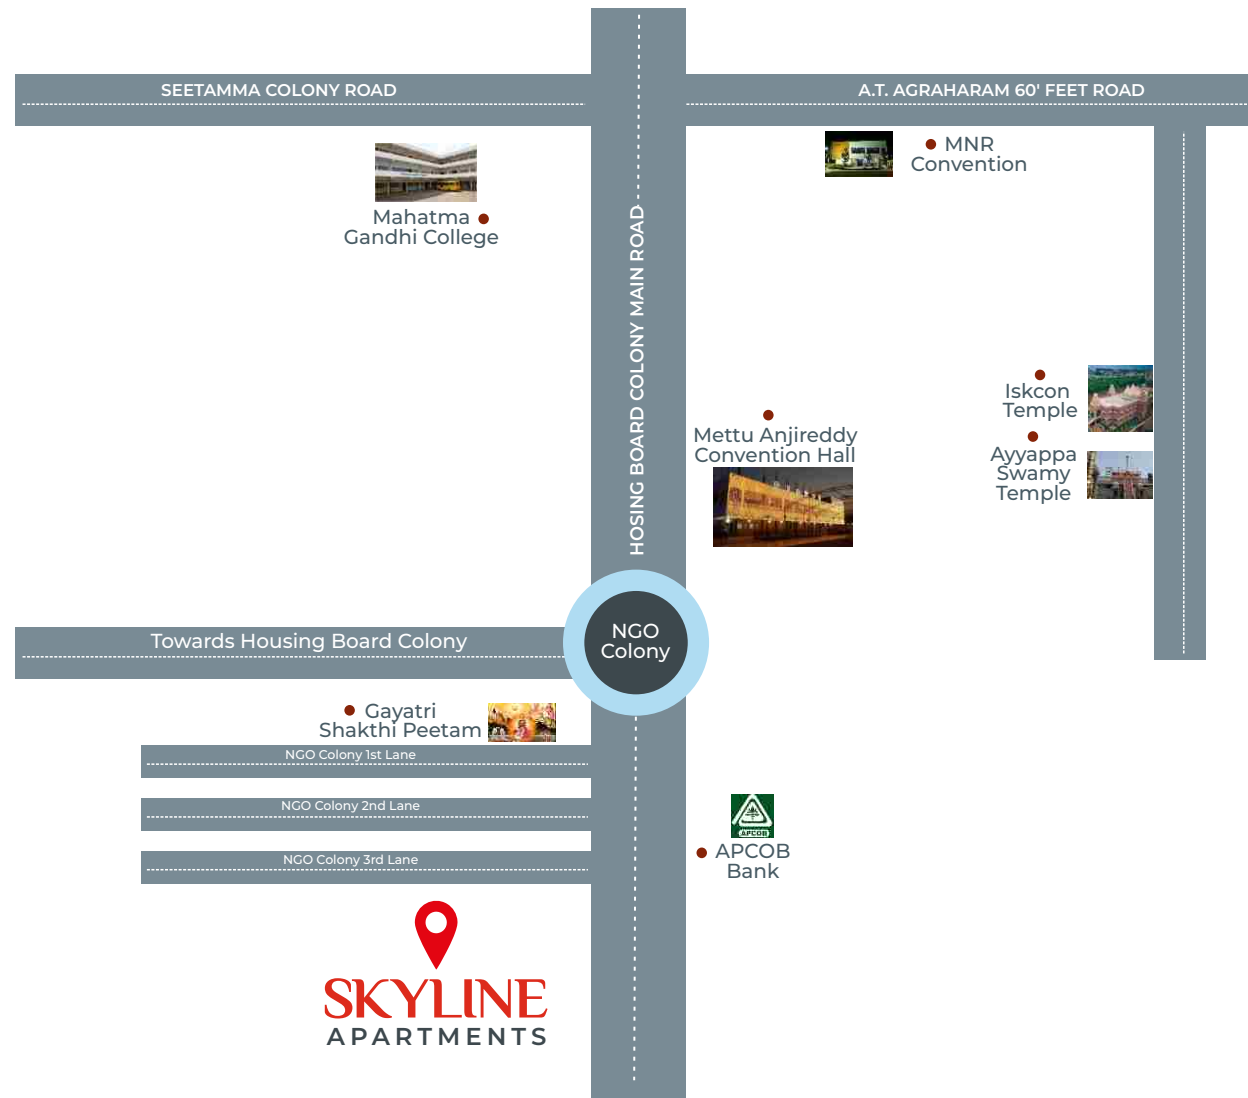 SEETAMMA COLONY ROAD
A.T. AGRAHARAM 60' FEET ROAD
MNR
Convention
Mahatma
Gandhi College
HOSING BOARD COLONY MAIN ROAD
Iskcon
Temple
Mettu Anjireddy
Convention Hall
Ayyappa
Swamy
Temple
NGO
Colony
Towards Housing Board Colony
Gayatri
Shakthi Peetam
NGO Colony 1st Lane
NGO Colony 2nd Lane
APCOB
NGO Colony 3rd Lane
APCOB
Bank
SKYLINE
APARTMENTS